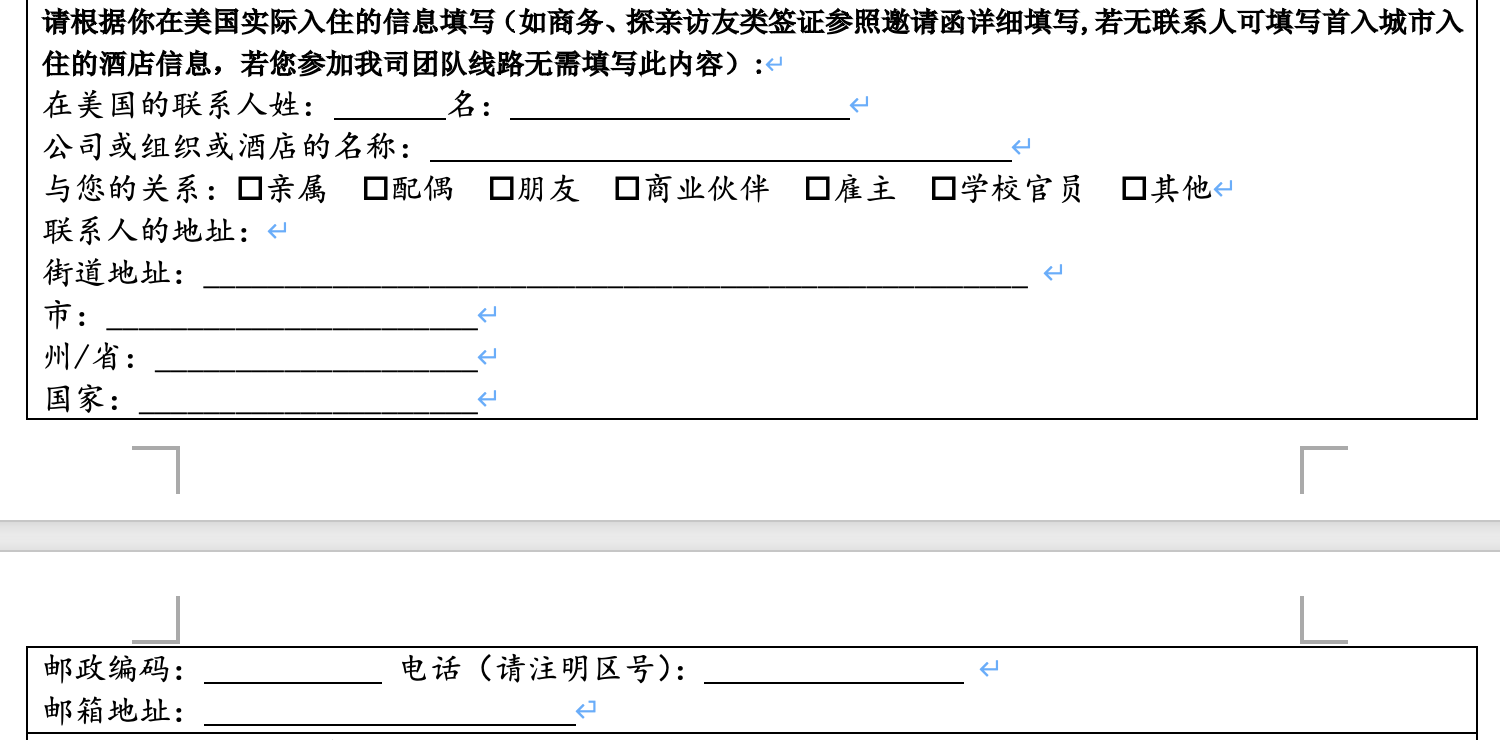 请根据你在美国实际入住的信息填写（如商务、探亲访友类签证参照邀请函详细填写,若无联系人可填写首入城市入
住的酒店信息，若您参加我司团队线路无需填写此内容）:
在美国的联系人姓：_______名：_____________________
公司或组织或酒店的名称：____________________________________
与您的关系：□亲属 □配偶 □朋友 □商业伙伴 □雇主 □学校官员 □其他
联系人的地址：
街道地址：___________________________________________________
市：_______________________
州/省：____________________
国家：_____________________
邮政编码：___________ 电话（请注明区号）：________________
邮箱地址：_______________________